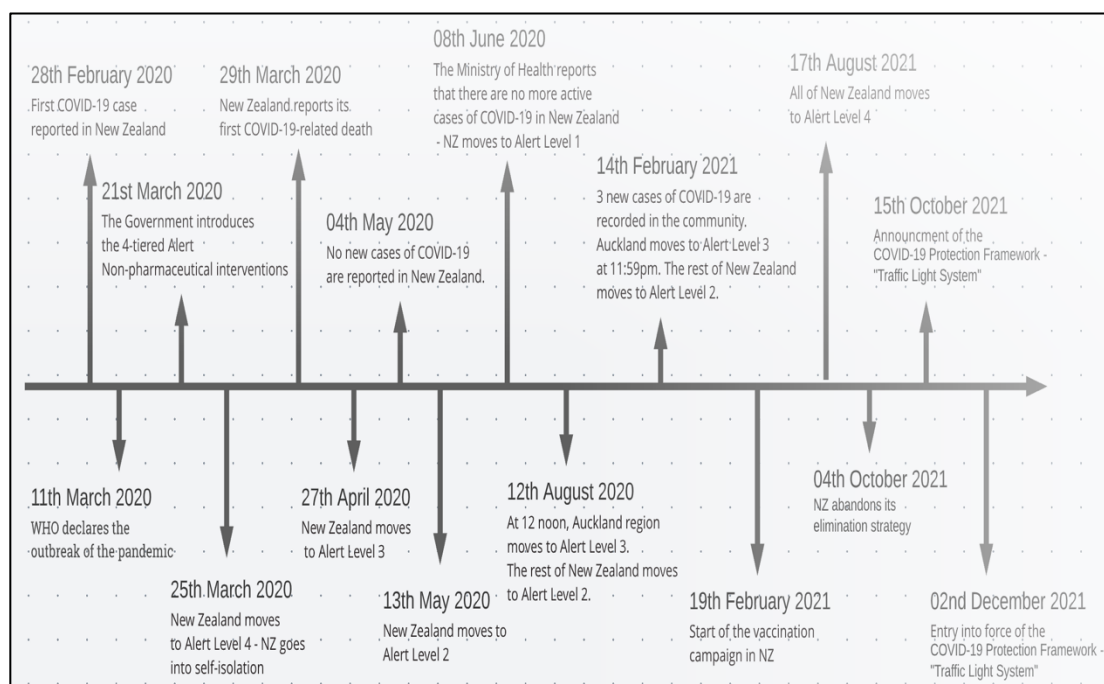 28th February 2020
First COVID-19 case
reported in New Zealand
29th March 2020
New Zealand reports its
first COVID-19-related death
08th June 2020
The Ministry of Health reports
that there are no more active
cases of COVID-19 in New Zealand
- NZ moves to Alert Level 1
17th August 2021
All of New Zealand moves
to Alert Level 4
21st March 2020
The Government introduces
the 4-tiered Alert
Non-pharmaceutical interventions
04th May 2020
No new cases of COVID-19
are reported in New Zealand.
14th February 2021
3 new cases of COVID-19 are
recorded in the community.
Auckland moves to Alert Level 3
at 11:59pm. The rest of New Zealand
moves to Alert Level 2.
15th October 2021
Announcment of the
COVID-19 Protection Framework -
"Traffic Light System"
11th March 2020
WHO declares the
outbreak of the pandemic
27th April 2020
New Zealand moves
to Alert Level 3
12th August 2020
At 12 noon, Auckland region
moves to Alert Level 3.
The rest of New Zealand moves
to Alert Level 2.
04th October 2021
NZ abandons its
elimination strategy
25th March 2020
New Zealand moves
to Alert Level 4 - NZ goes
into self-isolation
13th May 2020
New Zealand moves to
Alert Level 2
19th February 2021
Start of the vaccination
campaign in NZ
02nd December 2021
Entry into force of the
COVID-19 Protection Framework -
"Traffic Light System"